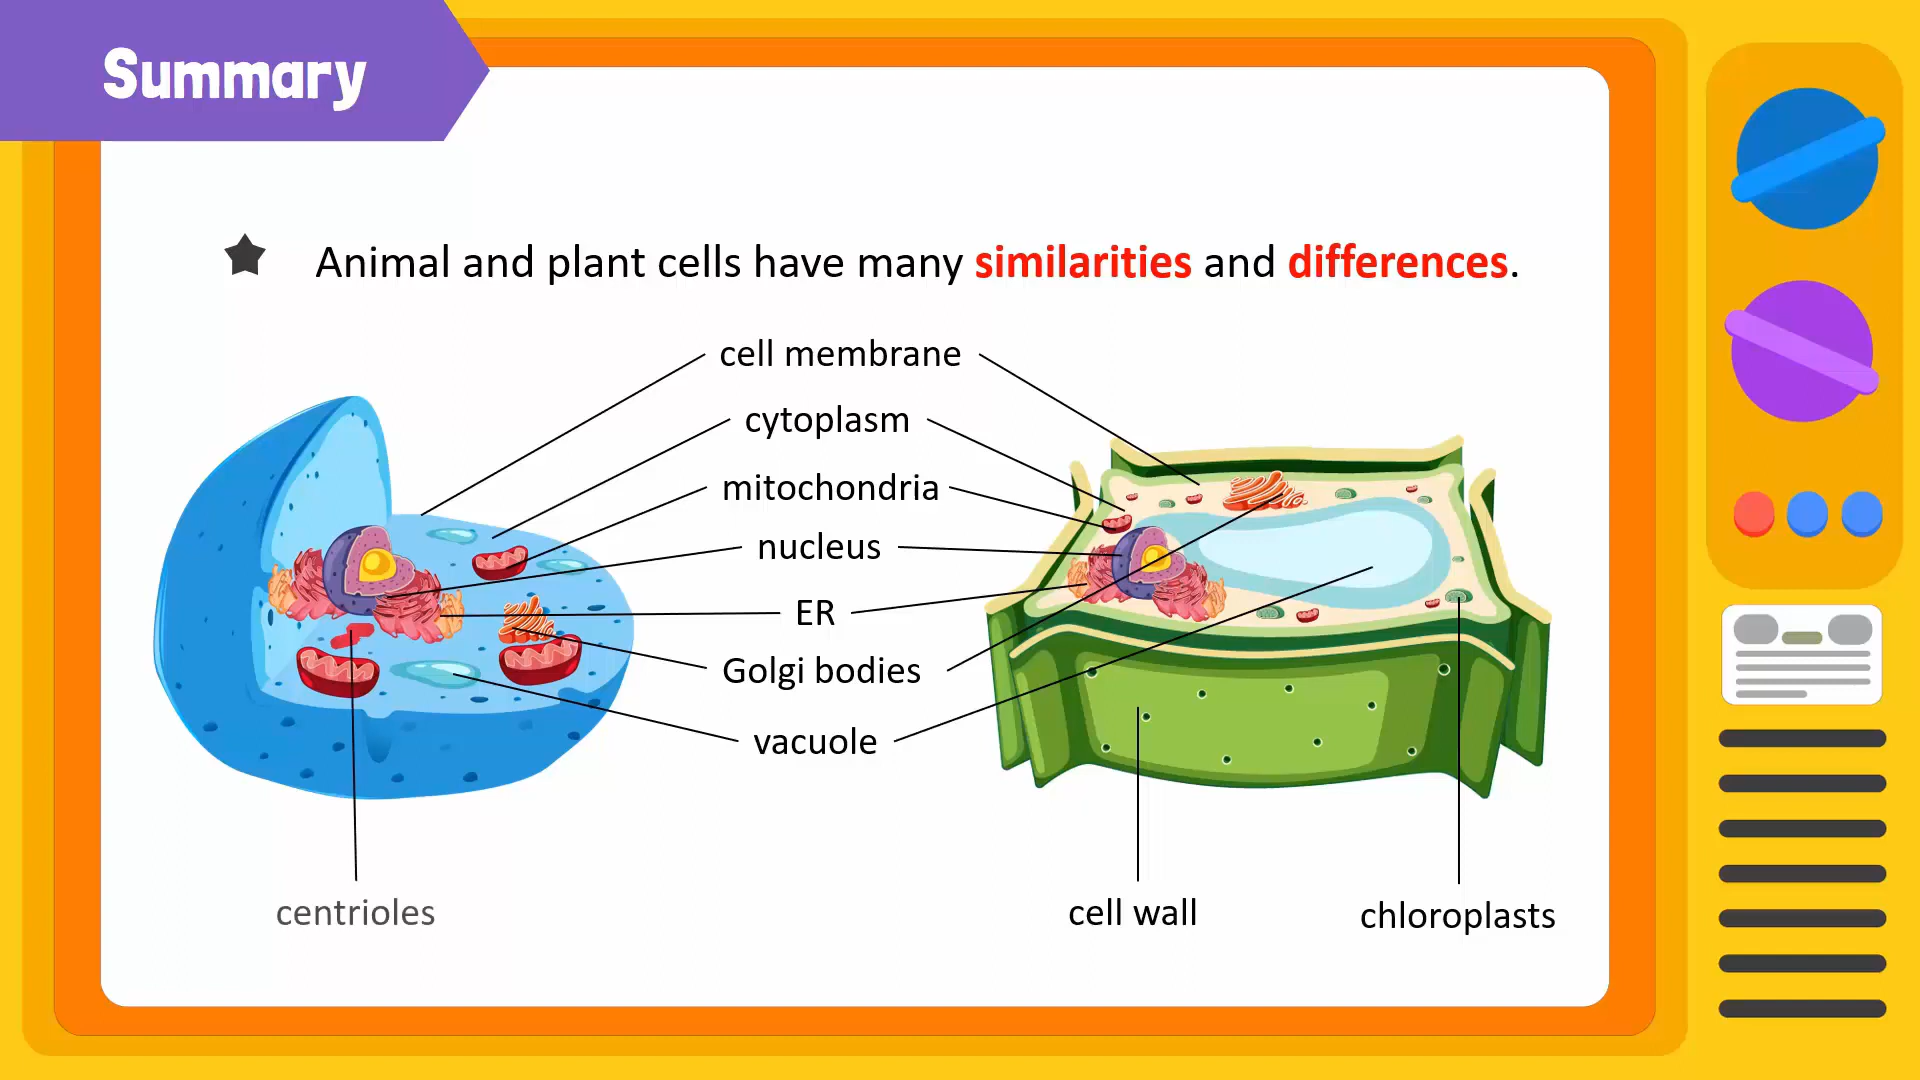 Summary
Animal and plant cells have many similarities and differences.
cell membrane
cytoplasm
mitochondria
nucleus
ER
Golgi bodies
vacuole
centrioles
cell wall
chloroplasts